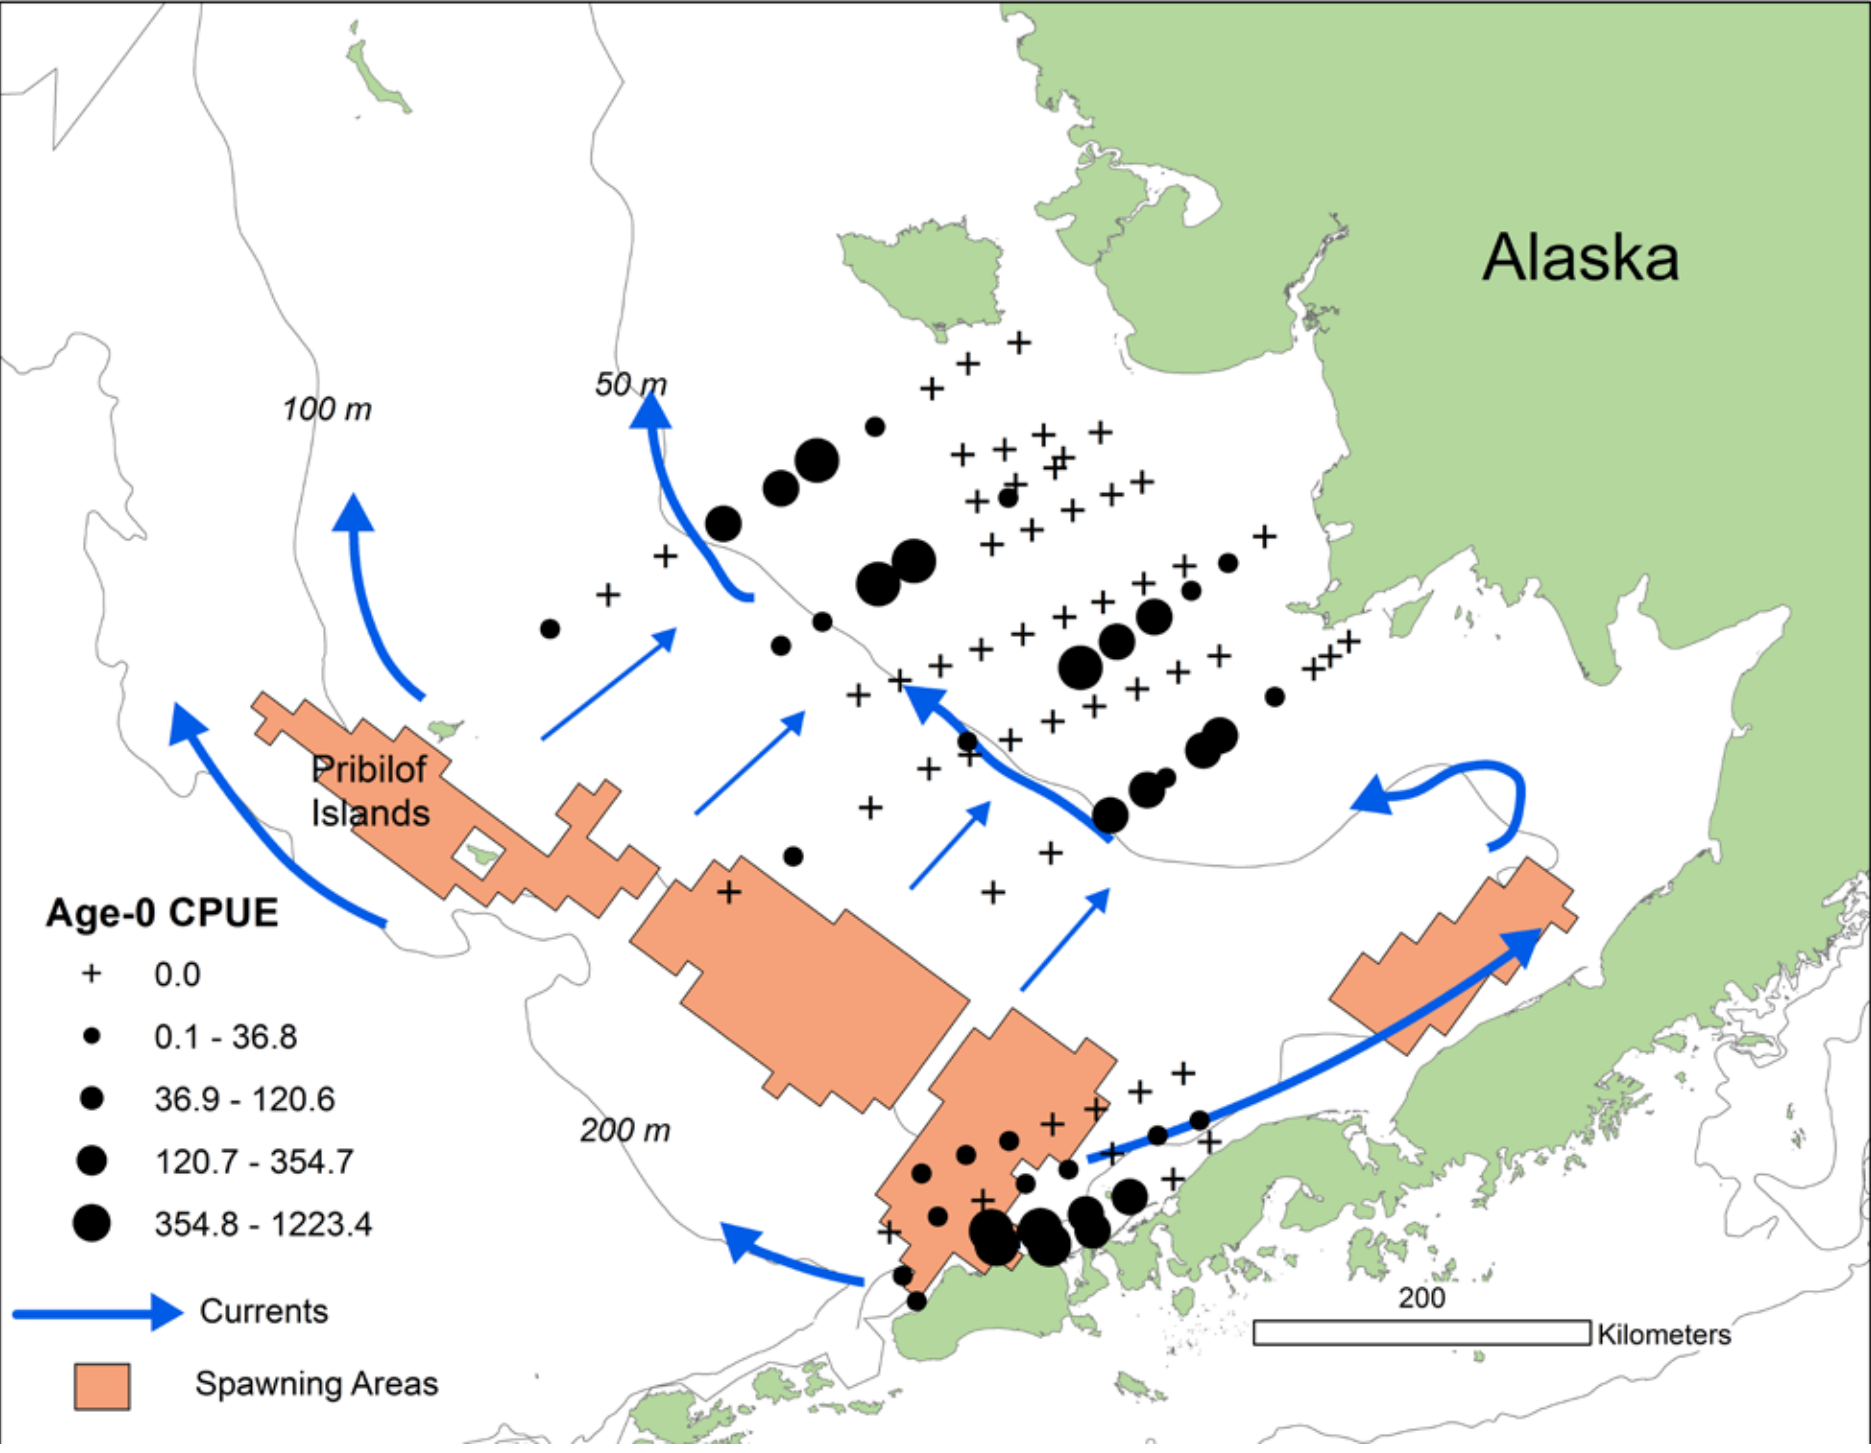 Alaska
50 m
100 m
Pribilof
Islands
Age-0 CPUE
0.0
0.1 - 36.8
36.9 - 120.6
120.7 - 354.7
354.8 - 1223.4
200 m
Currents
Spawning Areas
200
Kilometers